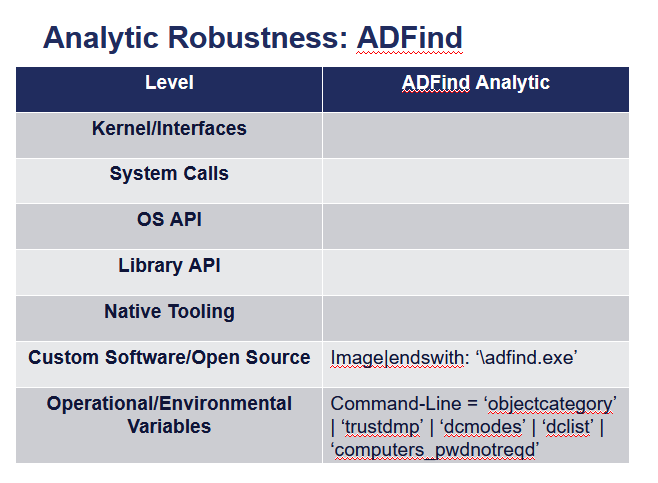 Analytic Robustness: ADFind
Level
ADFind Analytic
Kernel/Interfaces
System Calls
OS API
Library API
Native Tooling
Custom Software/Open Source
Image|endswith: ‘\adfind.exe’
Operational/Environmental
Variables
Command-Line = ‘objectcategory’
| ‘trustdmp’ | ‘dcmodes’ | ‘dclist’ |
‘computers_pwdnotreqd’